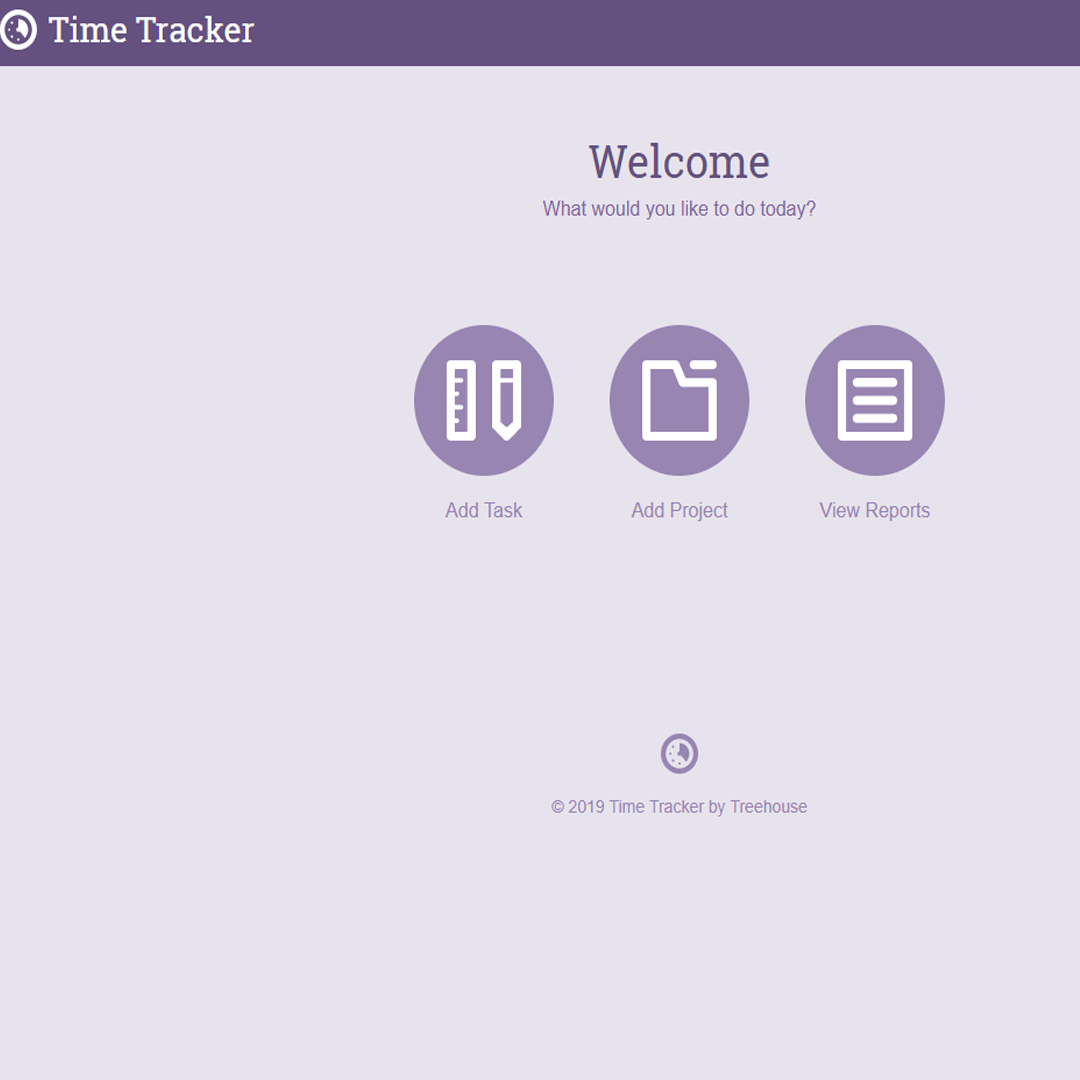 Time Tracker
Welcome
What would you like to do today?
Add Task
Add Project
View Reports
© 2019 Time Tracker by Treehouse